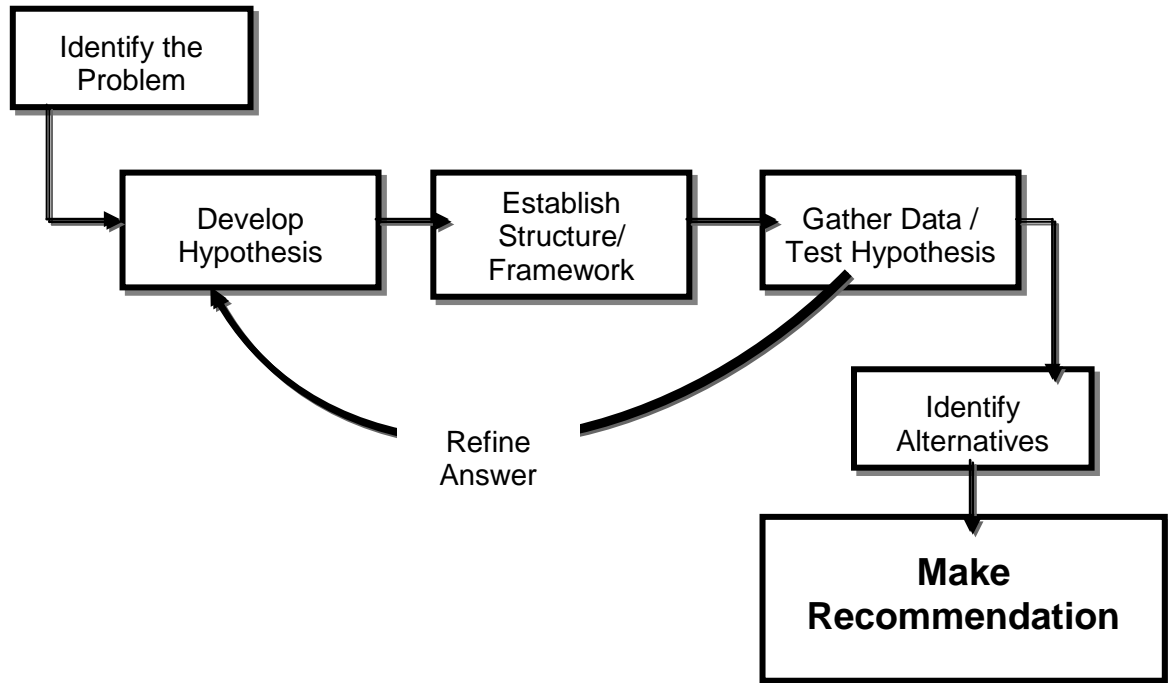 Identify the
Problem
Develop
Hypothesis
Establish
Structure/
Framework
Gather Data /
Test Hypothesis
Refine
Answer
Identify
Alternatives
Make
Recommendation